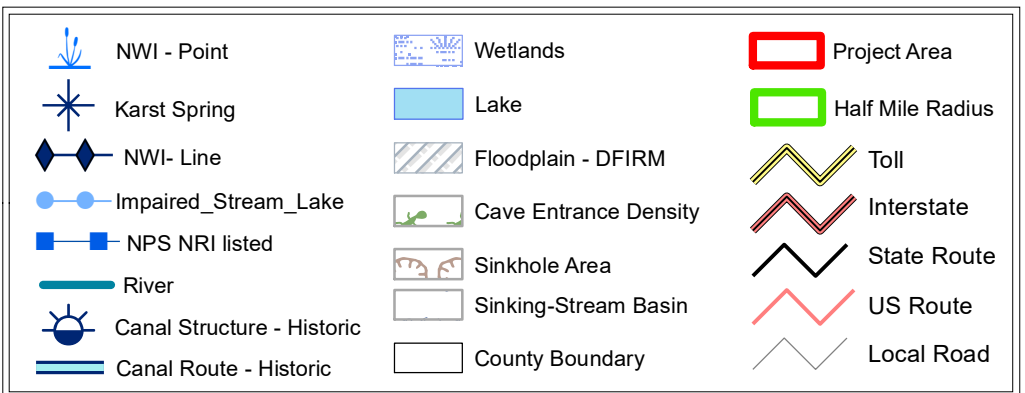 NWI - Point
Karst Spring
NWI- Line
Impaired_Stream_Lake
NPS NRI listed
River
Canal Structure - Historic
Canal Route - Historic
Wetlands
Lake
Floodplain - DFIRM
Cave Entrance Density
Sinkhole Area
Sinking-Stream Basin
County Boundary
Project Area
Half Mile Radius
Toll
Interstate
State Route
US Route
Local Road